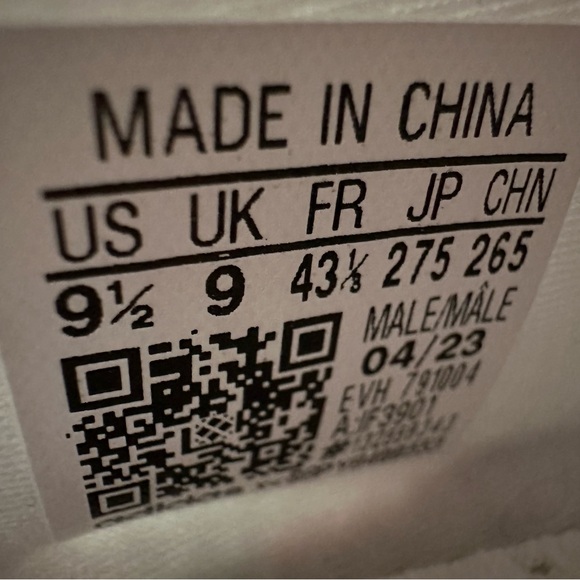 MADE IN CHINA
US UK FR JP CHN
9½ 9 43⅓ 275 265
MALE/MÂLE
04/23
EVH 791004
A:IF3901